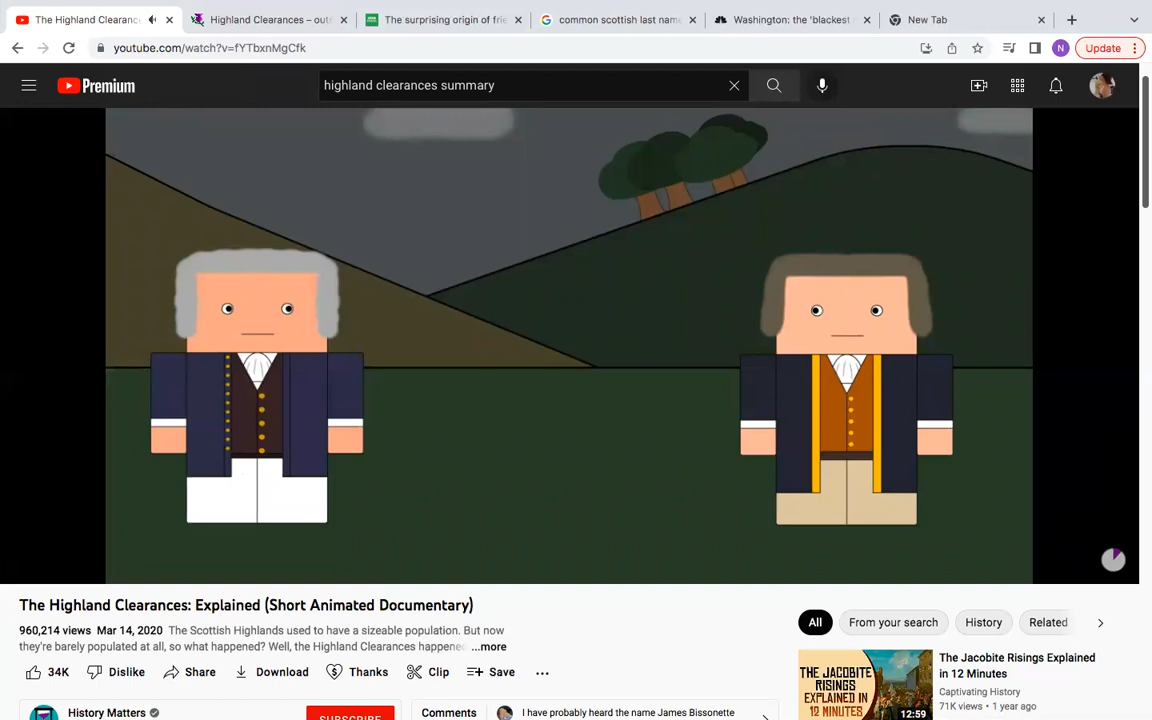 The Highland Clearance
Highland Clearances – out
The surprising origin of frie
common scottish last name
Washington: the 'blackest
New Tab
youtube.com/watch?v=fYTbxnMgCfk
N
Update
Premium
highland clearances summary
The Highland Clearances: Explained (Short Animated Documentary)
960,214 views Mar 14, 2020 The Scottish Highlands used to have a sizeable population. But now
they're barely populated at all, so what happened? Well, the Highland Clearances happene ...more
34K Dislike Share Download Thanks Clip Save
History Matters
SUBSCRIBE
Comments
I have probably heard the name James Bissonette
All From your search History Related
THE JACOBITE
RISINGS
EXPLAINED IN
12 MINUTES
12:59
The Jacobite Risings Explained
in 12 Minutes
Captivating History
71K views • 1 year ago